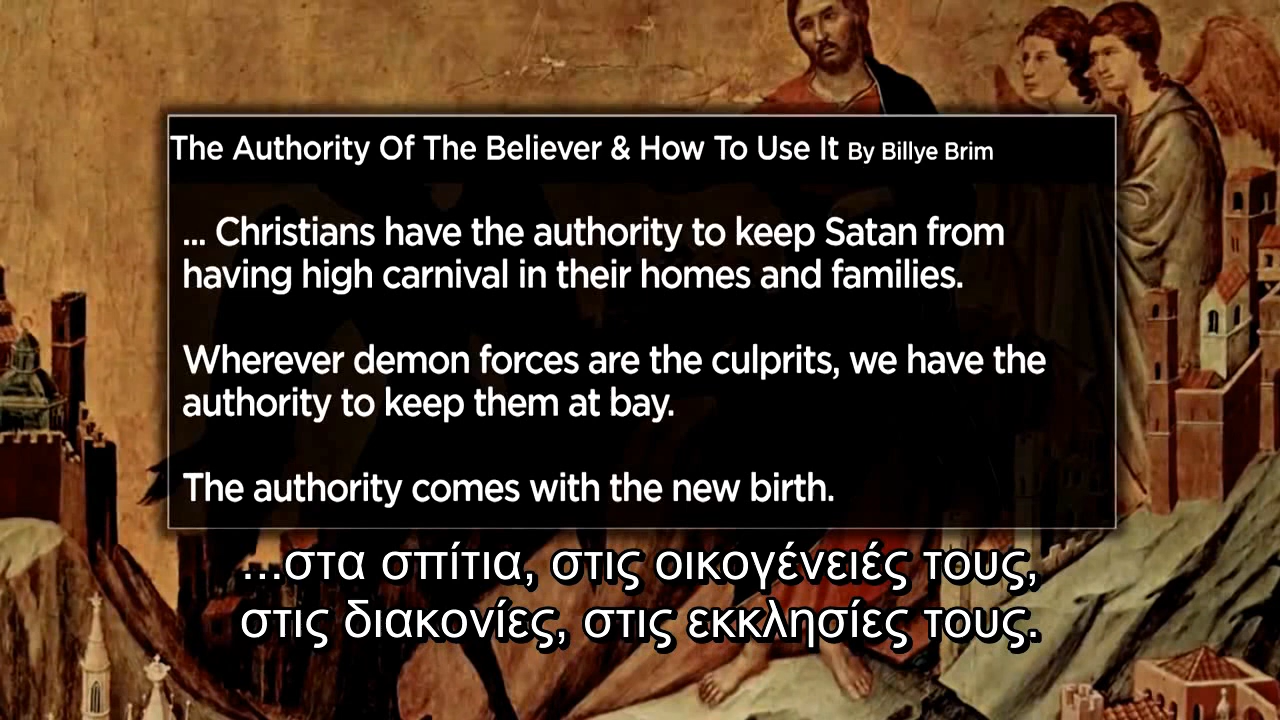 The Authority Of The Believer & How To Use It By Billye Brim
... Christians have the authority to keep Satan from
having high carnival in their homes and families.
Wherever demon forces are the culprits, we have the
authority to keep them at bay.
The authority comes with the new birth.
...στα σπίτια, στις οικογένειές τους,
στις διακονίες, στις εκκλησίες τους.